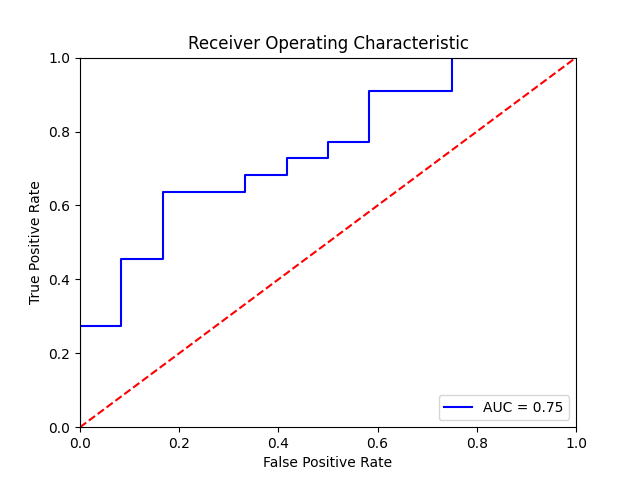 Receiver Operating Characteristic
True Positive Rate
1.0
0.8
0.6
0.4
0.2
0.0
AUC = 0.75
0.0 0.2 0.4 0.6 0.8 1.0
False Positive Rate